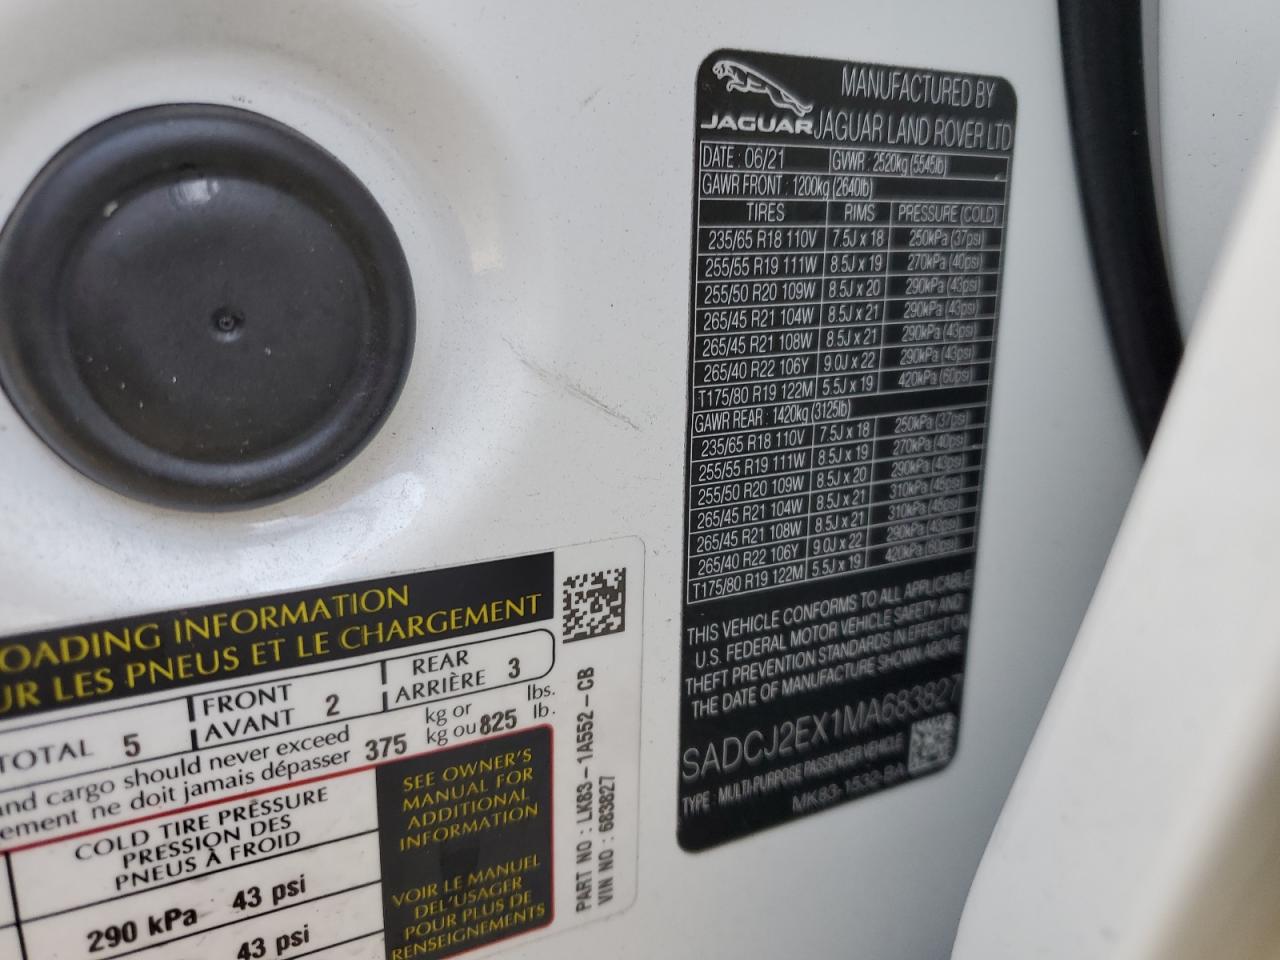 MANUFACTURED BY
JAGUAR JAGUAR LAND ROVER LTD
DATE : 06/21 GVWR : 2520kg (5545lb)
GAWR FRONT : 1200kg (2640lb)
TIRES RIMS PRESSURE (COLD)
235/65 R18 110V 7.5J x 18 250kPa (37psi)
255/55 R19 111W 8.5J x 19 270kPa (40psi)
255/50 R20 109W 8.5J x 20 290kPa (43psi)
265/45 R21 104W 8.5J x 21 290kPa (43psi)
265/45 R21 108W 8.5J x 21 290kPa (43psi)
265/40 R22 106Y 9.0J x 22 290kPa (43psi)
T175/80 R19 122M 5.5J x 19 420kPa (60psi)
GAWR REAR : 1420kg (3125lb)
235/65 R18 110V 7.5J x 18 250kPa (37psi)
255/55 R19 111W 8.5J x 19 270kPa (40psi)
255/50 R20 109W 8.5J x 20 290kPa (43psi)
265/45 R21 104W 8.5J x 21 310kPa (45psi)
265/45 R21 108W 8.5J x 21 310kPa (45psi)
265/40 R22 106Y 9.0J x 22 290kPa (43psi)
T175/80 R19 122M 5.5J x 19 420kPa (60psi)
THIS VEHICLE CONFORMS TO ALL APPLICABLE
U.S. FEDERAL MOTOR VEHICLE SAFETY AND
THEFT PREVENTION STANDARDS IN EFFECT ON
THE DATE OF MANUFACTURE SHOWN ABOVE
SADCJ2EX1MA683827
TYPE : MULTI-PURPOSE PASSENGER VEHICLE
MK83-1532-BA
OADING INFORMATION
UR LES PNEUS ET LE CHARGEMENT
TOTAL 5
FRONT
AVANT 2
REAR
ARRIÈRE 3
and cargo should never exceed
ement ne doit jamais dépasser 375
kg or
kg ou 825
lbs.
lb.
COLD TIRE PRESSURE
PRESSION DES
PNEUS À FROID
290 kPa 43 psi
43 psi
SEE OWNER'S
MANUAL FOR
ADDITIONAL
INFORMATION
VOIR LE MANUEL
DEL'USAGER
POUR PLUS DE
RENSEIGNEMENTS
PART NO : LK83-1A552-CB
VIN NO : 683827